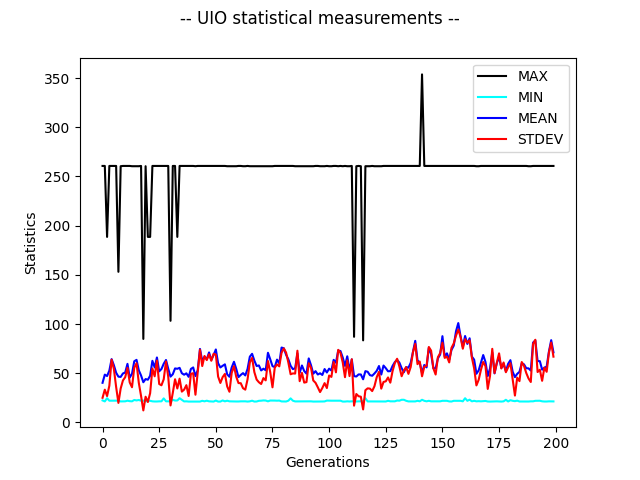 -- UIO statistical measurements --
MAX
MIN
MEAN
STDEV
350
300
250
200
150
100
50
0
Statistics
0 25 50 75 100 125 150 175 200
Generations